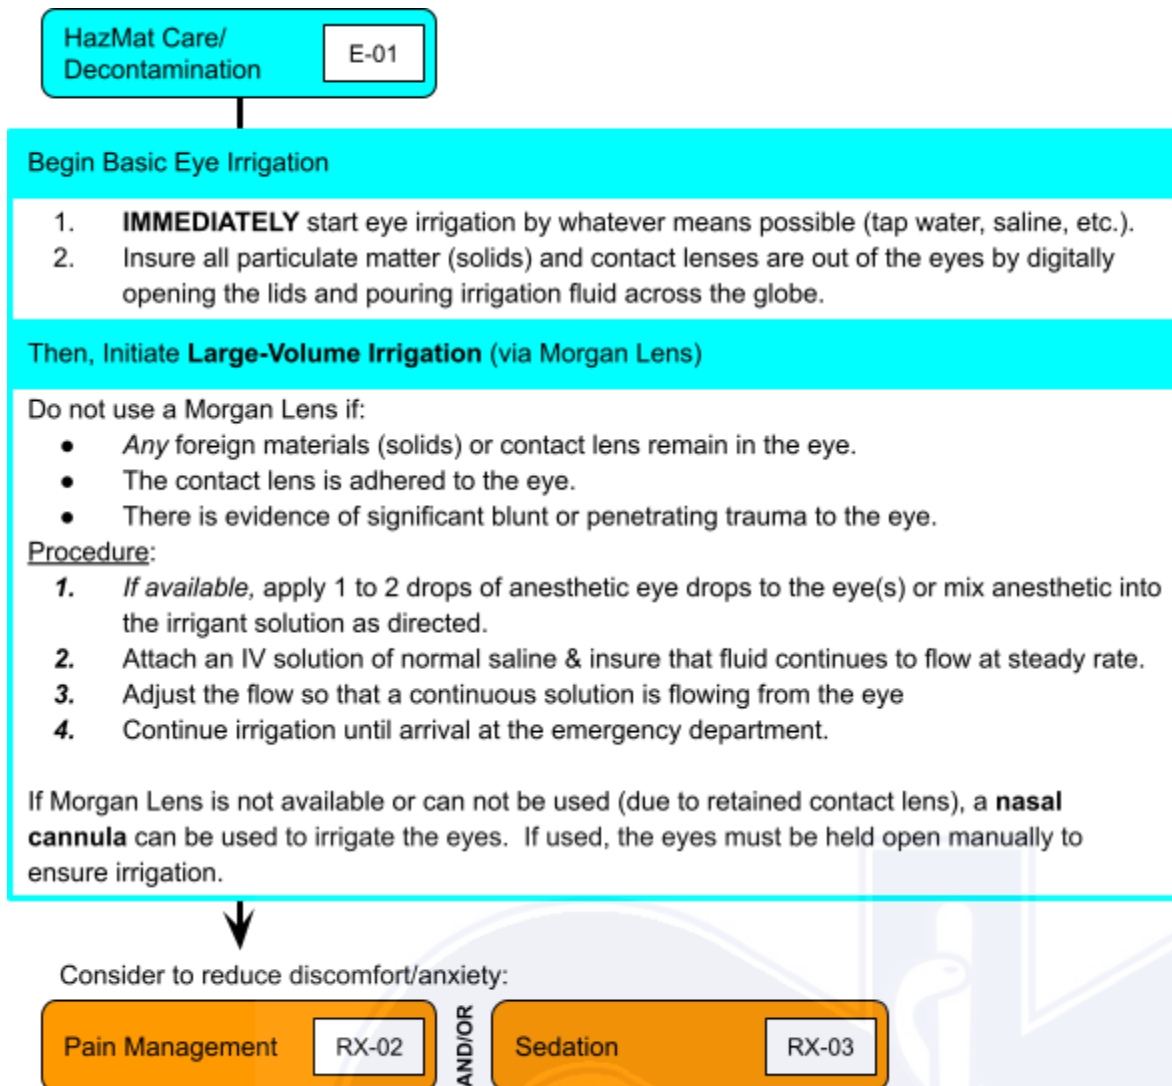 HazMat Care/
Decontamination
E-01
Begin Basic Eye Irrigation
1. IMMEDIATELY start eye irrigation by whatever means possible (tap water, saline, etc.).
2. Insure all particulate matter (solids) and contact lenses are out of the eyes by digitally
opening the lids and pouring irrigation fluid across the globe.
Then, Initiate Large-Volume Irrigation (via Morgan Lens)
Do not use a Morgan Lens if:
● Any foreign materials (solids) or contact lens remain in the eye.
● The contact lens is adhered to the eye.
● There is evidence of significant blunt or penetrating trauma to the eye.
Procedure:
1. If available, apply 1 to 2 drops of anesthetic eye drops to the eye(s) or mix anesthetic into
the irrigant solution as directed.
2. Attach an IV solution of normal saline & insure that fluid continues to flow at steady rate.
3. Adjust the flow so that a continuous solution is flowing from the eye
4. Continue irrigation until arrival at the emergency department.
If Morgan Lens is not available or can not be used (due to retained contact lens), a nasal
cannula can be used to irrigate the eyes. If used, the eyes must be held open manually to
ensure irrigation.
Consider to reduce discomfort/anxiety:
Pain Management
RX-02
AND/OR
Sedation
RX-03